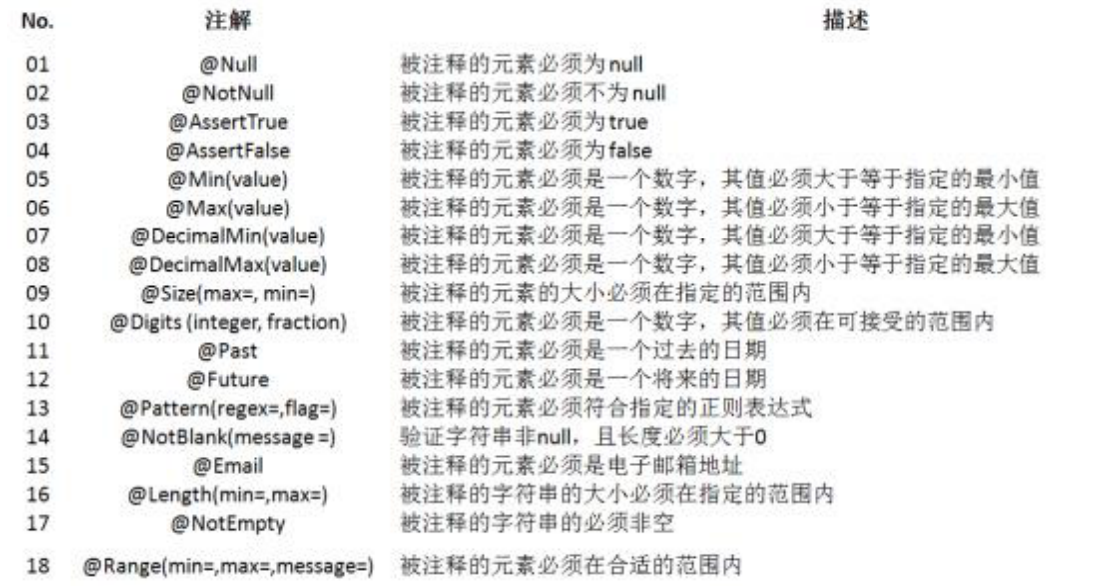 No. 注解 描述
01 @Null 被注释的元素必须为null
02 @NotNull 被注释的元素必须不为null
03 @AssertTrue 被注释的元素必须为true
04 @AssertFalse 被注释的元素必须为false
05 @Min(value) 被注释的元素必须是一个数字，其值必须大于等于指定的最小值
06 @Max(value) 被注释的元素必须是一个数字，其值必须小于等于指定的最大值
07 @DecimalMin(value) 被注释的元素必须是一个数字，其值必须大于等于指定的最小值
08 @DecimalMax(value) 被注释的元素必须是一个数字，其值必须小于等于指定的最大值
09 @Size(max=, min=) 被注释的元素的大小必须在指定的范围内
10 @Digits (integer, fraction) 被注释的元素必须是一个数字，其值必须在可接受的范围内
11 @Past 被注释的元素必须是一个过去的日期
12 @Future 被注释的元素必须是一个将来的日期
13 @Pattern(regex=,flag=) 被注释的元素必须符合指定的正则表达式
14 @NotBlank(message =) 验证字符串非null，且长度必须大于0
15 @Email 被注释的元素必须是电子邮箱地址
16 @Length(min=,max=) 被注释的字符串的大小必须在指定的范围内
17 @NotEmpty 被注释的字符串的必须非空
18 @Range(min=,max=,message=) 被注释的元素必须在合适的范围内